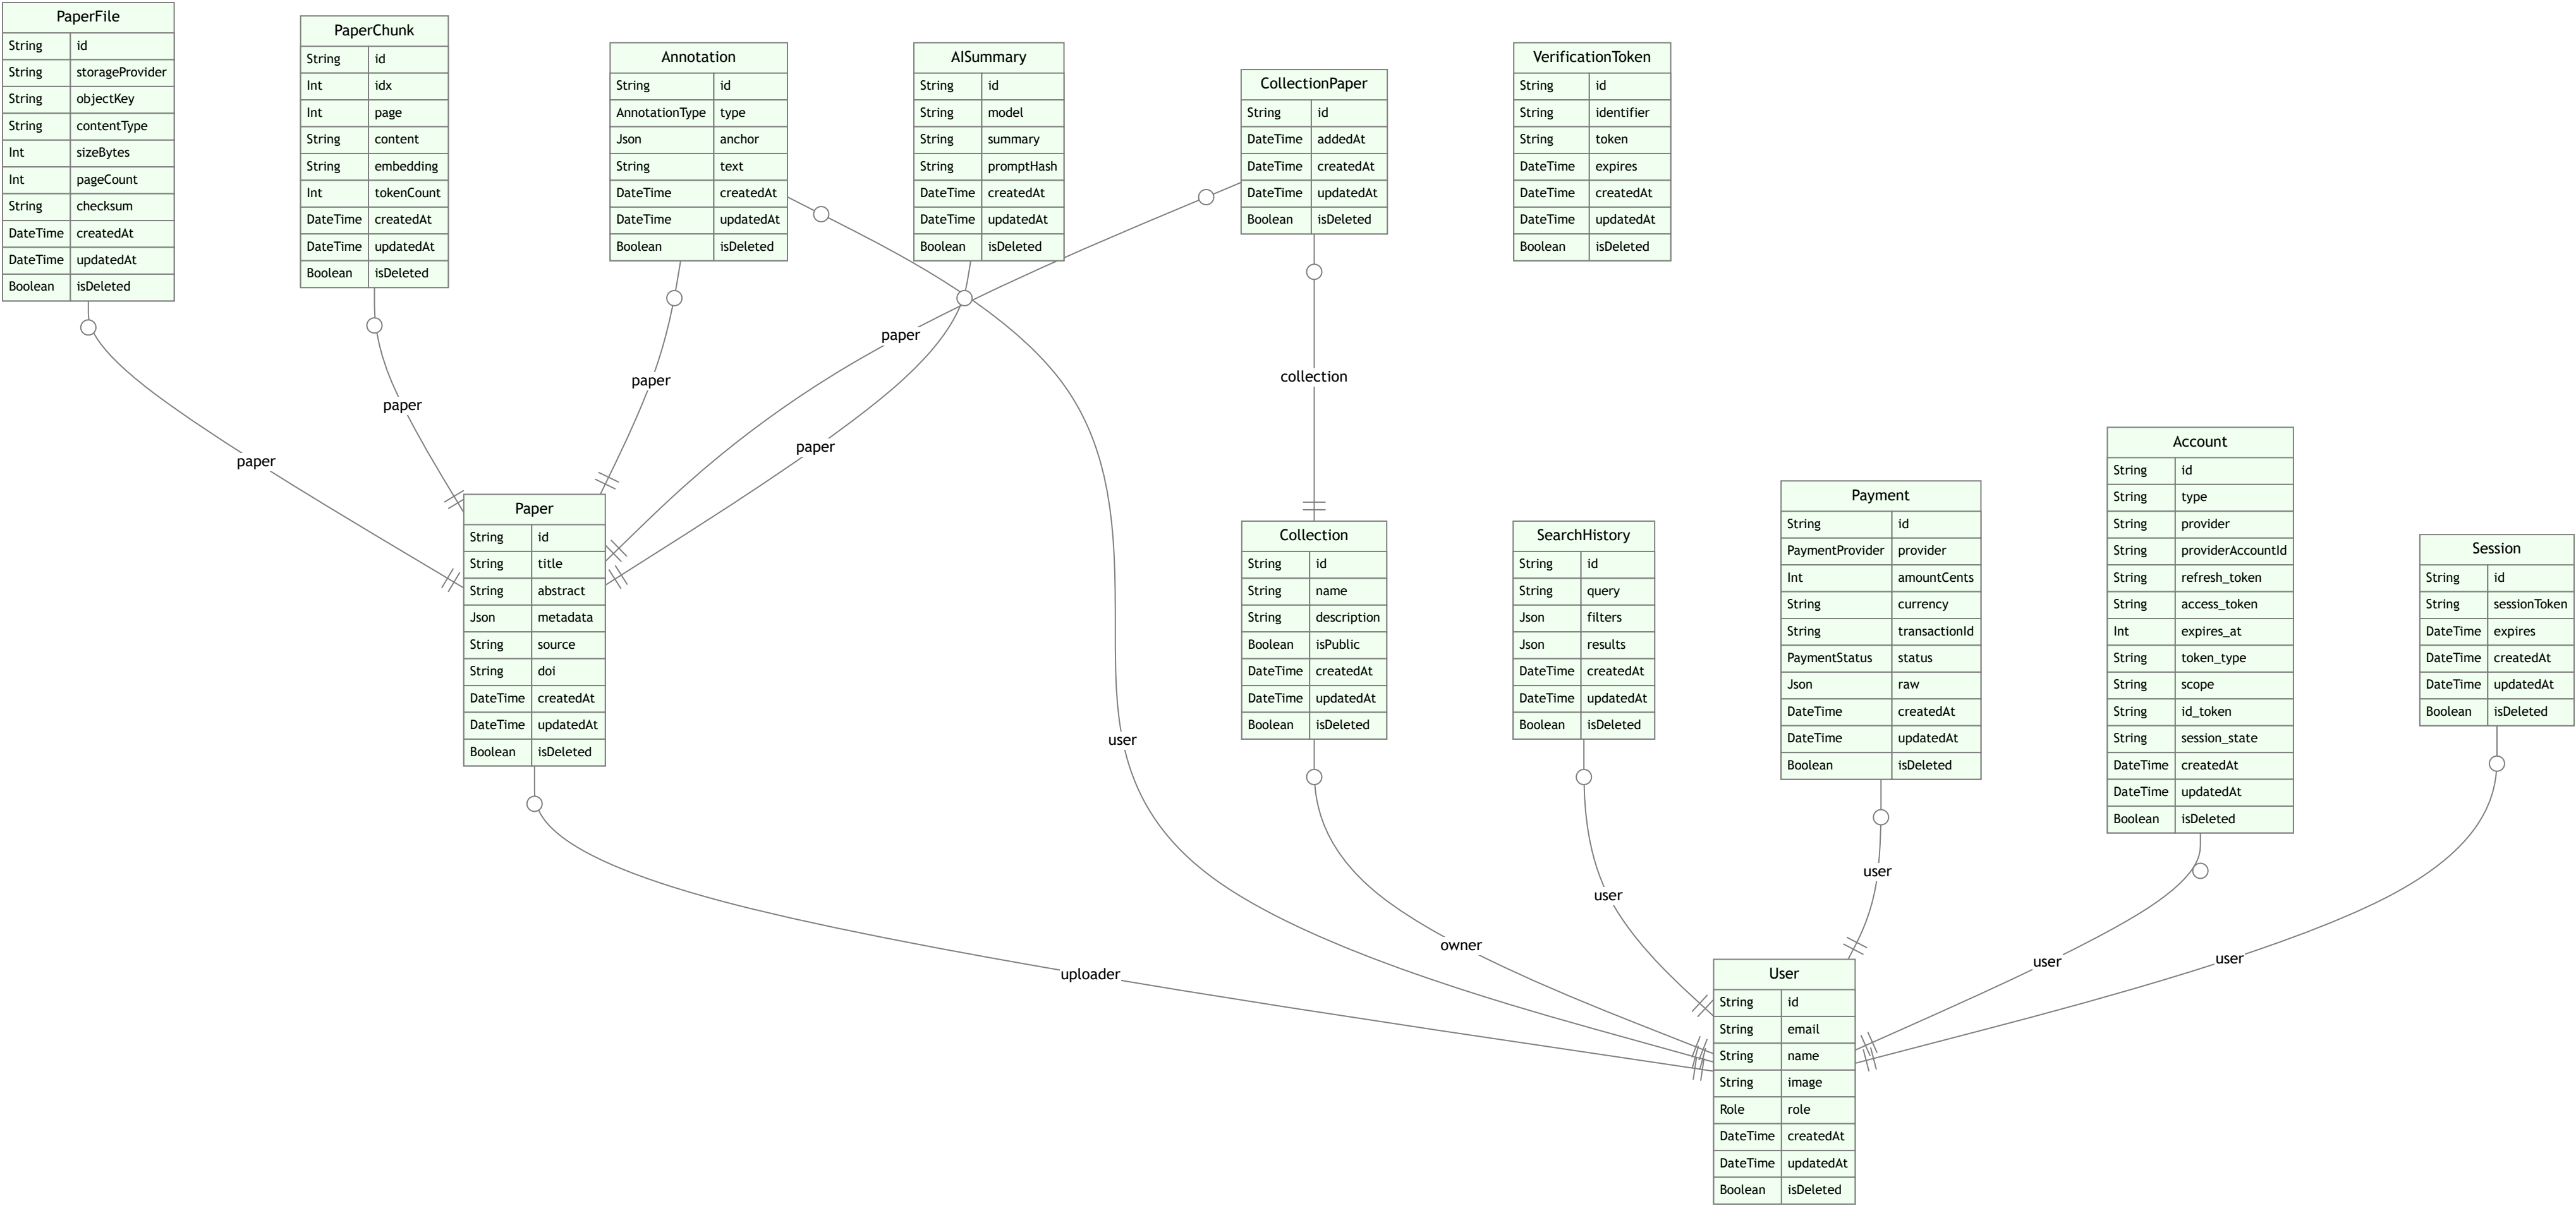 PaperFile
String id
String storageProvider
String objectKey
String contentType
Int sizeBytes
Int pageCount
String checksum
DateTime createdAt
DateTime updatedAt
Boolean isDeleted
PaperChunk
String id
Int idx
Int page
String content
String embedding
Int tokenCount
DateTime createdAt
DateTime updatedAt
Boolean isDeleted
Annotation
String id
AnnotationType type
Json anchor
String text
DateTime createdAt
DateTime updatedAt
Boolean isDeleted
AISummary
String id
String model
String summary
String promptHash
DateTime createdAt
DateTime updatedAt
Boolean isDeleted
CollectionPaper
String id
DateTime addedAt
DateTime createdAt
DateTime updatedAt
Boolean isDeleted
VerificationToken
String id
String identifier
String token
DateTime expires
DateTime createdAt
DateTime updatedAt
Boolean isDeleted
paper
paper
paper
paper
paper
collection
Paper
String id
String title
String abstract
Json metadata
String source
String doi
DateTime createdAt
DateTime updatedAt
Boolean isDeleted
user
Collection
String id
String name
String description
Boolean isPublic
DateTime createdAt
DateTime updatedAt
Boolean isDeleted
SearchHistory
String id
String query
Json filters
Json results
DateTime createdAt
DateTime updatedAt
Boolean isDeleted
Payment
String id
PaymentProvider provider
Int amountCents
String currency
String transactionId
PaymentStatus status
Json raw
DateTime createdAt
DateTime updatedAt
Boolean isDeleted
Account
String id
String type
String provider
String providerAccountId
String refresh_token
String access_token
Int expires_at
String token_type
String scope
String id_token
String session_state
DateTime createdAt
DateTime updatedAt
Boolean isDeleted
Session
String id
String sessionToken
DateTime expires
DateTime createdAt
DateTime updatedAt
Boolean isDeleted
uploader
owner
user
user
user
user
User
String id
String email
String name
String image
Role role
DateTime createdAt
DateTime updatedAt
Boolean isDeleted